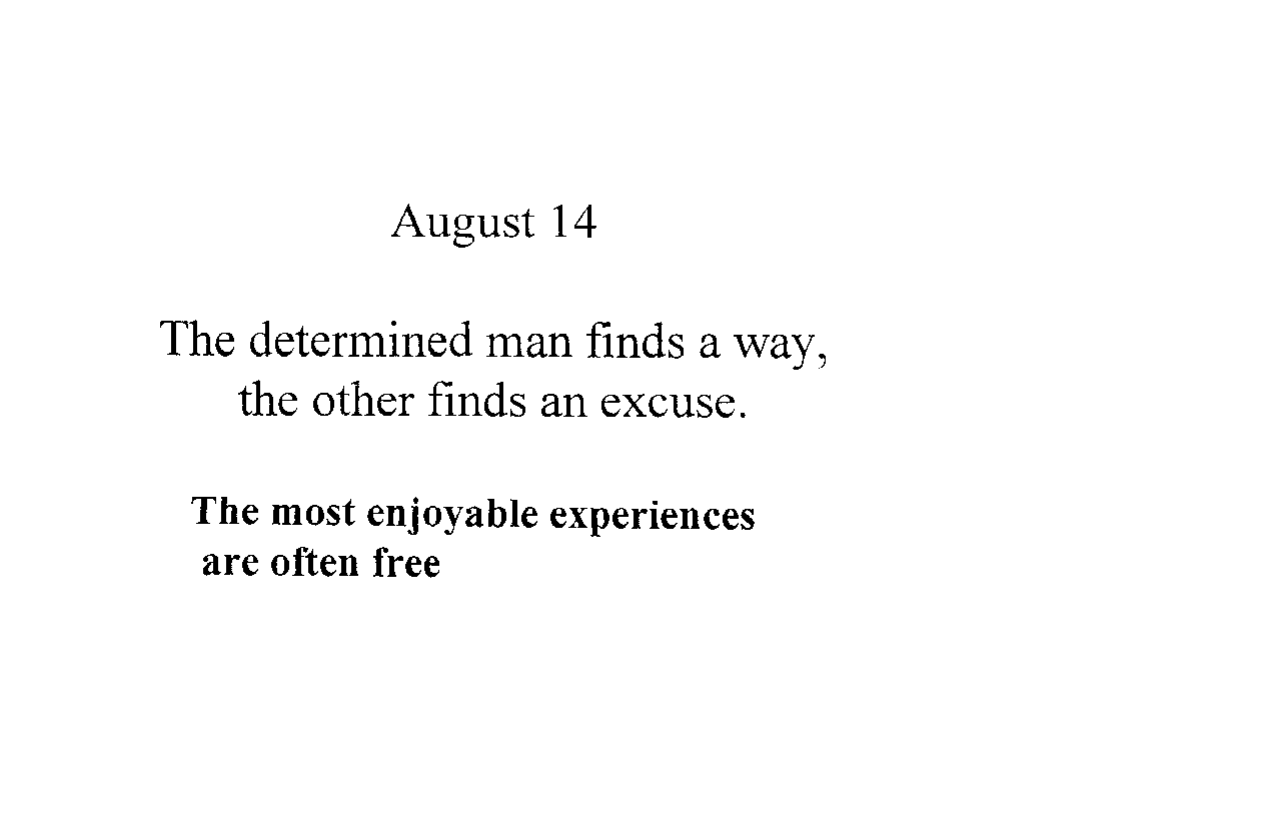 August 14
The determined man finds a way,
the other finds an excuse.
The most enjoyable experiences
are often free